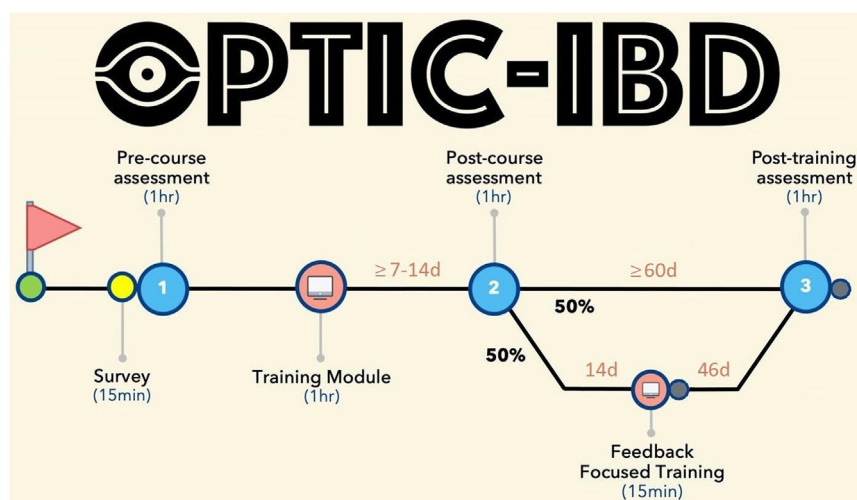 OPTIC-IBD
Pre-course
assessment
(1hr)
Post-course
assessment
(1hr)
Post-training
assessment
(1hr)
1
≥7-14d
2
≥60d
3
50%
50%
14d
46d
Survey
(15min)
Training Module
(1hr)
Feedback
Focused Training
(15min)